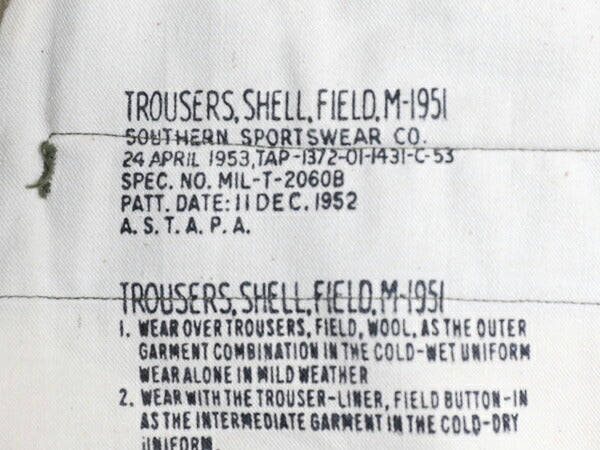 TROUSERS, SHELL, FIELD, M-1951
SOUTHERN SPORTSWEAR CO.
24 APRIL 1953, TAP-1372-01-1431-C-53
SPEC. NO. MIL-T-2060B
PATT. DATE: 11 DEC. 1952
A. S. T. A. P. A.
TROUSERS, SHELL, FIELD, M-1951
1. WEAR OVER TROUSERS, FIELD, WOOL, AS THE OUTER
GARMENT COMBINATION IN THE COLD-WET UNIFORM
WEAR ALONE IN MILD WEATHER
2. WEAR WITH THE TROUSER-LINER, FIELD BUTTON-IN
AS THE INTERMEDIATE GARMENT IN THE COLD-DRY
UNIFORM.